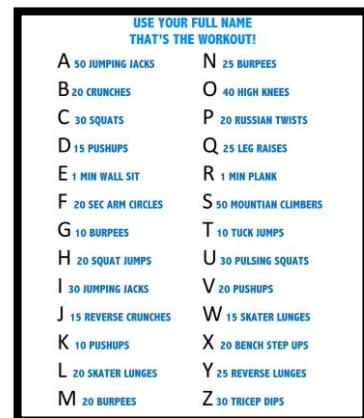 USE YOUR FULL NAME
THAT'S THE WORKOUT!
A 50 JUMPING JACKS
B 20 CRUNCHES
C 30 SQUATS
D 15 PUSHUPS
E 1 MIN WALL SIT
F 20 SEC ARM CIRCLES
G 10 BURPEES
H 20 SQUAT JUMPS
I 30 JUMPING JACKS
J 15 REVERSE CRUNCHES
K 10 PUSHUPS
L 20 SKATER LUNGES
M 20 BURPEES
N 25 BURPEES
O 40 HIGH KNEES
P 20 RUSSIAN TWISTS
Q 25 LEG RAISES
R 1 MIN PLANK
S 50 MOUNTIAN CLIMBERS
T 10 TUCK JUMPS
U 30 PULSING SQUATS
V 20 PUSHUPS
W 15 SKATER LUNGES
X 20 BENCH STEP UPS
Y 25 REVERSE LUNGES
Z 30 TRICEP DIPS